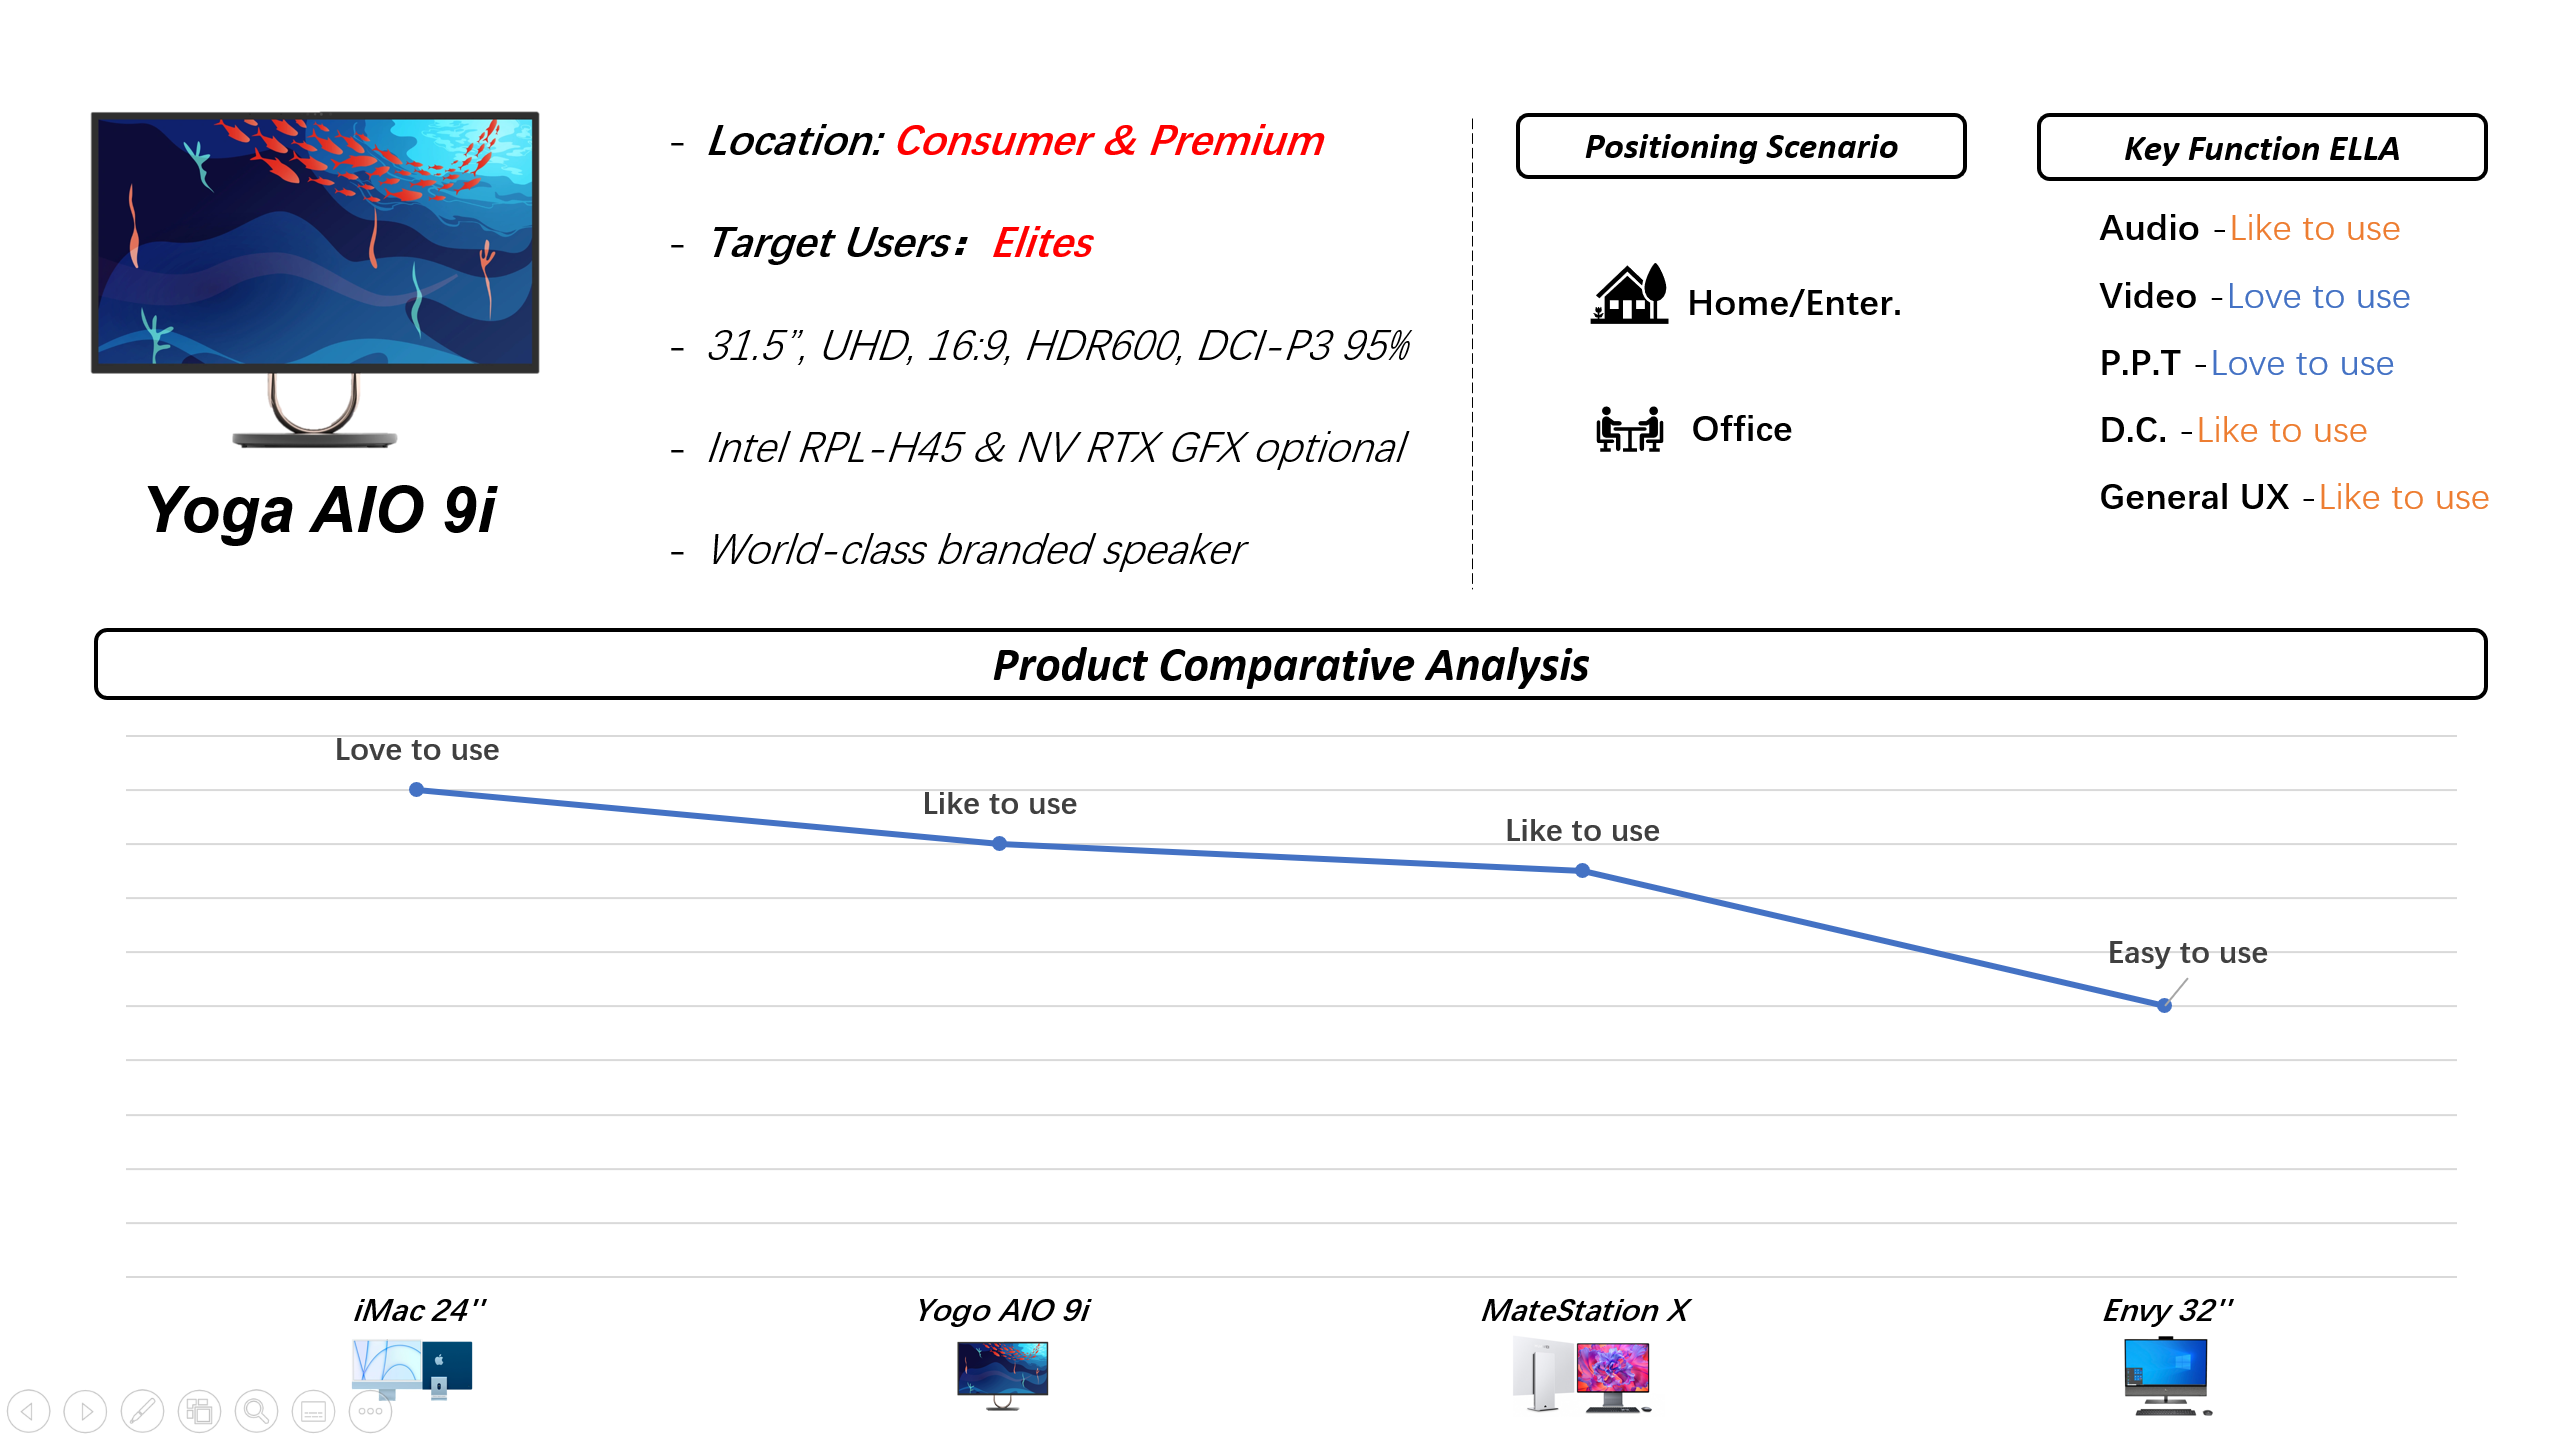 Yoga AIO 9i
- Location: Consumer & Premium
- Target Users：Elites
- 31.5”, UHD, 16:9, HDR600, DCI-P3 95%
- Intel RPL-H45 & NV RTX GFX optional
- World-class branded speaker
Positioning Scenario
Home/Enter.
Office
Key Function ELLA
Audio -Like to use
Video -Love to use
P.P.T -Love to use
D.C. -Like to use
General UX -Like to use
Product Comparative Analysis
Love to use
Like to use
Like to use
Easy to use
iMac 24"
Yogo AIO 9i
MateStation X
Envy 32"